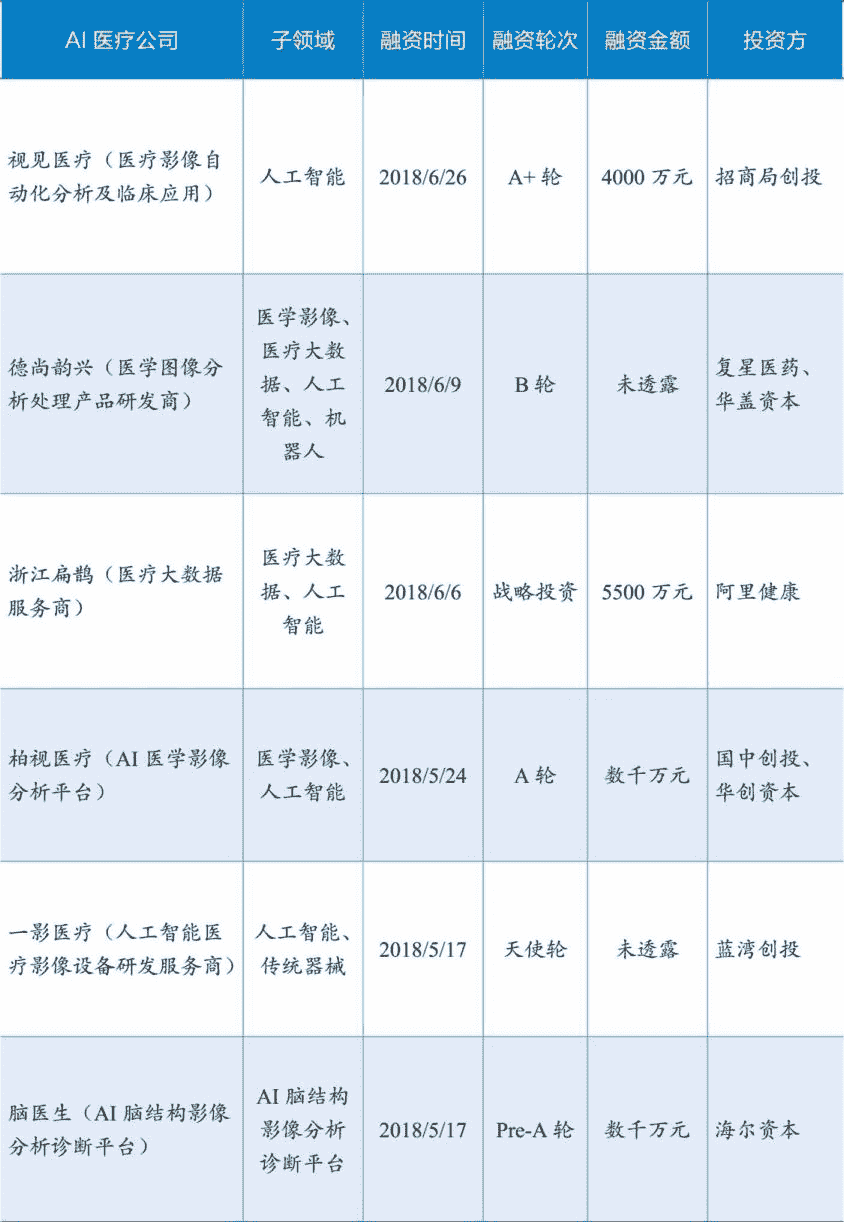 AI 医疗公司
子领域
融资时间
融资轮次
融资金额
投资方
视见医疗（医疗影像自
动化分析及临床应用）
人工智能
2018/6/26
A+ 轮
4000 万元
招商局创投
德尚韵兴（医学图像分
析处理产品研发商）
医学影像、
医疗大数
据、人工
智能、机
器人
2018/6/9
B 轮
未透露
复星医药、
华盖资本
浙江扁鹊（医疗大数据
服务商）
医疗大数
据、人工
智能
2018/6/6
战略投资
5500 万元
阿里健康
柏视医疗（AI 医学影像
分析平台）
医学影像、
人工智能
2018/5/24
A 轮
数千万元
国中创投、
华创资本
一影医疗（人工智能医
疗影像设备研发服务商）
人工智能、
传统器械
2018/5/17
天使轮
未透露
蓝湾创投
脑医生（AI 脑结构影像
分析诊断平台）
AI 脑结构
影像分析
诊断平台
2018/5/17
Pre-A 轮
数千万元
海尔资本